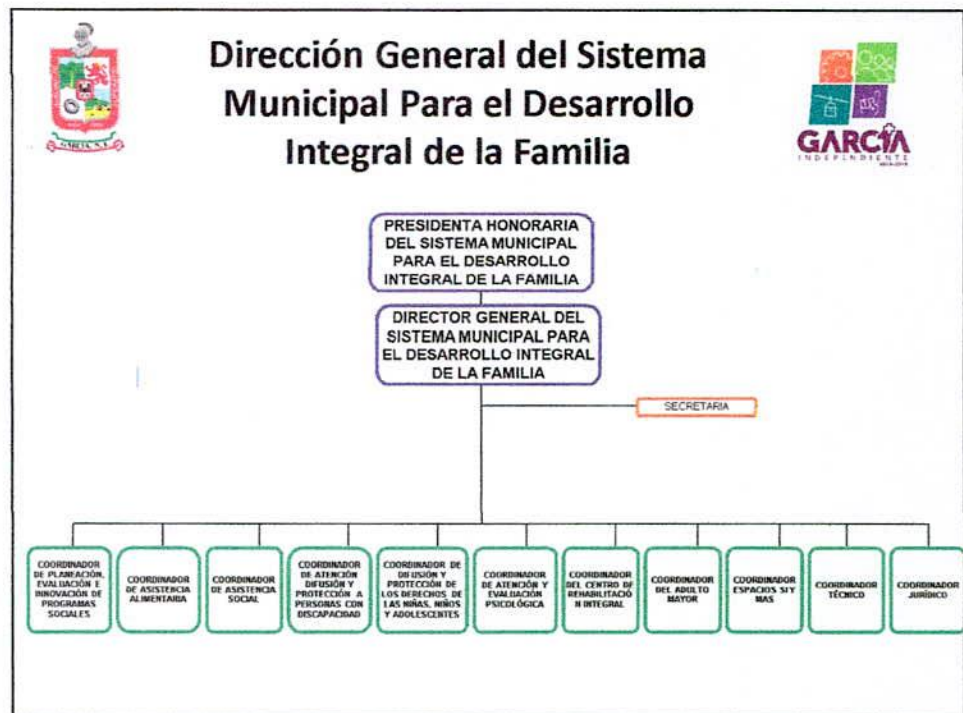 Dirección General del Sistema
Municipal Para el Desarrollo
Integral de la Familia
GARCIA, N.L.
GARCÍA
INDEPENDIENTE
PRESIDENTA HONORARIA
DEL SISTEMA MUNICIPAL
PARA EL DESARROLLO
INTEGRAL DE LA FAMILIA
DIRECTOR GENERAL DEL
SISTEMA MUNICIPAL PARA
EL DESARROLLO INTEGRAL
DE LA FAMILIA
SECRETARIA
COORDINADOR
DE PLANEACIÓN,
EVALUACIÓN E
INNOVACIÓN DE
PROGRAMAS
SOCIALES
COORDINADOR
DE ASISTENCIA
ALIMENTARIA
COORDINADOR
DE ASISTENCIA
SOCIAL
COORDINADOR
DE ATENCIÓN
DIFUSIÓN Y
PROTECCIÓN A
PERSONAS CON
DISCAPACIDAD
COORDINADOR DE
DIFUSIÓN Y
PROTECCIÓN DE
LOS DERECHOS DE
LAS NIÑAS, NIÑOS
Y ADOLESCENTES
COORDINADOR
DE ATENCIÓN Y
EVALUACIÓN
PSICOLÓGICA
COORDINADOR
DEL CENTRO DE
REHABILITACIÓ
N INTEGRAL
COORDINADOR
DEL ADULTO
MAYOR
COORDINADOR
ESPACIOS SI Y
MAS
COORDINADOR
TÉCNICO
COORDINADOR
JURÍDICO